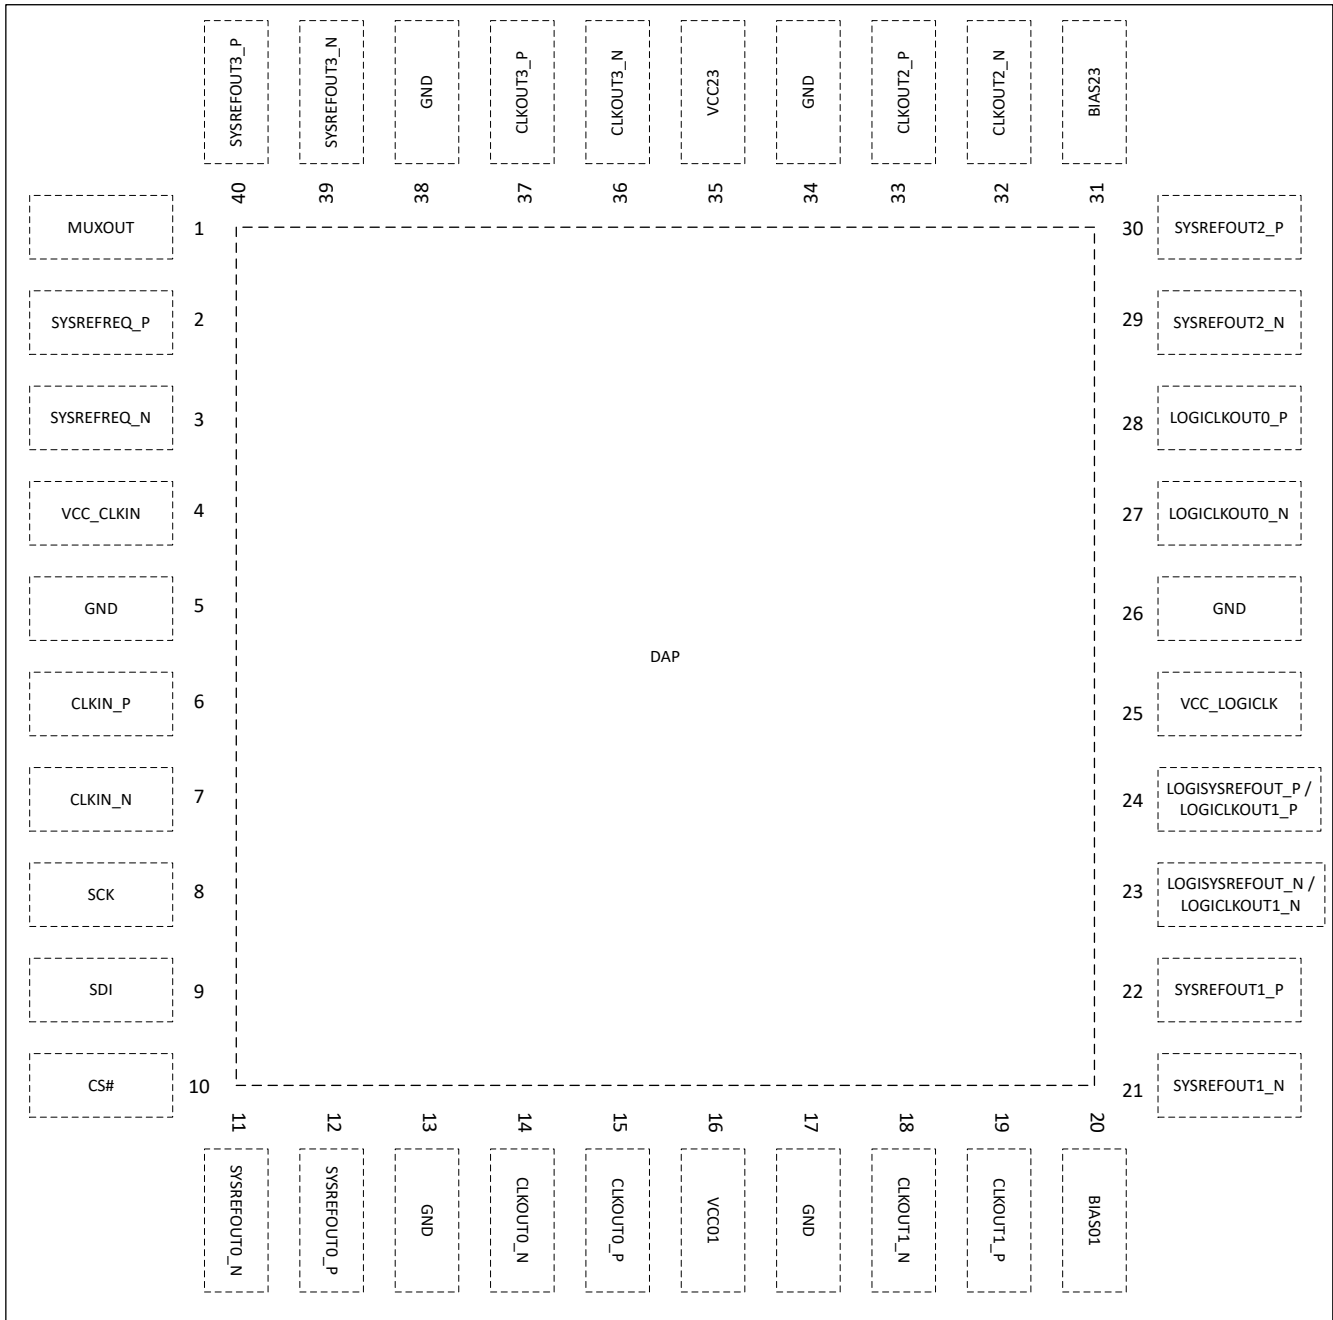 SYSREFOUT3_P
SYSREFOUT3_N
GND
CLKOUT3_P
CLKOUT3_N
VCC23
GND
CLKOUT2_P
CLKOUT2_N
BIAS23
40
39
38
37
36
35
34
33
32
31
MUXOUT 1
SYSREFREQ_P 2
SYSREFREQ_N 3
VCC_CLKIN 4
GND 5
CLKIN_P 6
CLKIN_N 7
SCK 8
SDI 9
CS# 10
DAP
30 SYSREFOUT2_P
29 SYSREFOUT2_N
28 LOGICLKOUT0_P
27 LOGICLKOUT0_N
26 GND
25 VCC_LOGICLK
24 LOGISYSREFOUT_P /
LOGICLKOUT1_P
23 LOGISYSREFOUT_N /
LOGICLKOUT1_N
22 SYSREFOUT1_P
21 SYSREFOUT1_N
11
12
13
14
15
16
17
18
19
20
SYSREFOUT0_N
SYSREFOUT0_P
GND
CLKOUT0_N
CLKOUT0_P
VCC01
GND
CLKOUT1_N
CLKOUT1_P
BIAS01